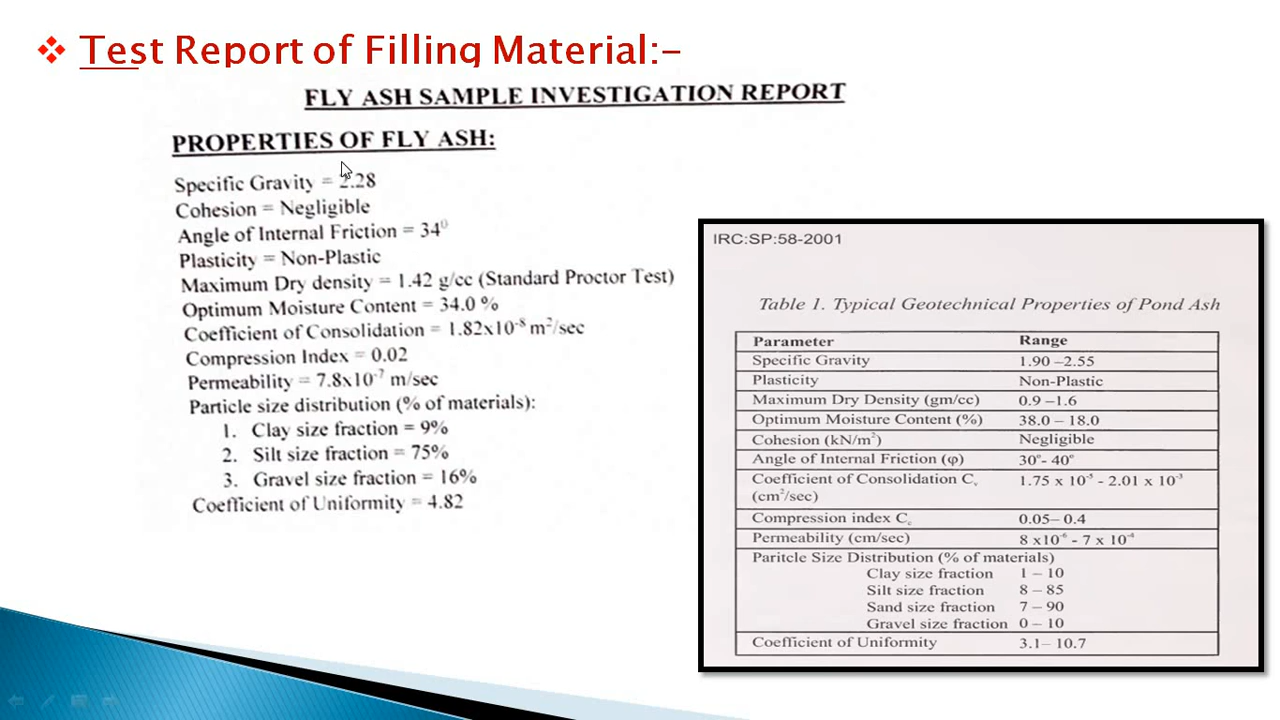 ❖ Test Report of Filling Material:-
FLY ASH SAMPLE INVESTIGATION REPORT
PROPERTIES OF FLY ASH:
Specific Gravity = 2.28
Cohesion = Negligible
Angle of Internal Friction = 34⁰
Plasticity = Non-Plastic
Maximum Dry density = 1.42 g/cc (Standard Proctor Test)
Optimum Moisture Content = 34.0 %
Coefficient of Consolidation = 1.82x10⁻⁸ m²/sec
Compression Index = 0.02
Permeability = 7.8x10⁻⁷ m/sec
Particle size distribution (% of materials):
1. Clay size fraction = 9%
2. Silt size fraction = 75%
3. Gravel size fraction = 16%
Coefficient of Uniformity = 4.82
IRC:SP:58-2001
Table 1. Typical Geotechnical Properties of Pond Ash
Parameter Range
Specific Gravity 1.90 –2.55
Plasticity Non-Plastic
Maximum Dry Density (gm/cc) 0.9 –1.6
Optimum Moisture Content (%) 38.0 – 18.0
Cohesion (kN/m²) Negligible
Angle of Internal Friction (φ) 30°- 40°
Coefficient of Consolidation Cᵥ 1.75 x 10⁻⁵ - 2.01 x 10⁻³
(cm²/sec)
Compression index C꜀ 0.05– 0.4
Permeability (cm/sec) 8 x10⁻⁶ - 7 x 10⁻⁴
Paritcle Size Distribution (% of materials)
Clay size fraction 1 – 10
Silt size fraction 8 – 85
Sand size fraction 7 – 90
Gravel size fraction 0 – 10
Coefficient of Uniformity 3.1– 10.7